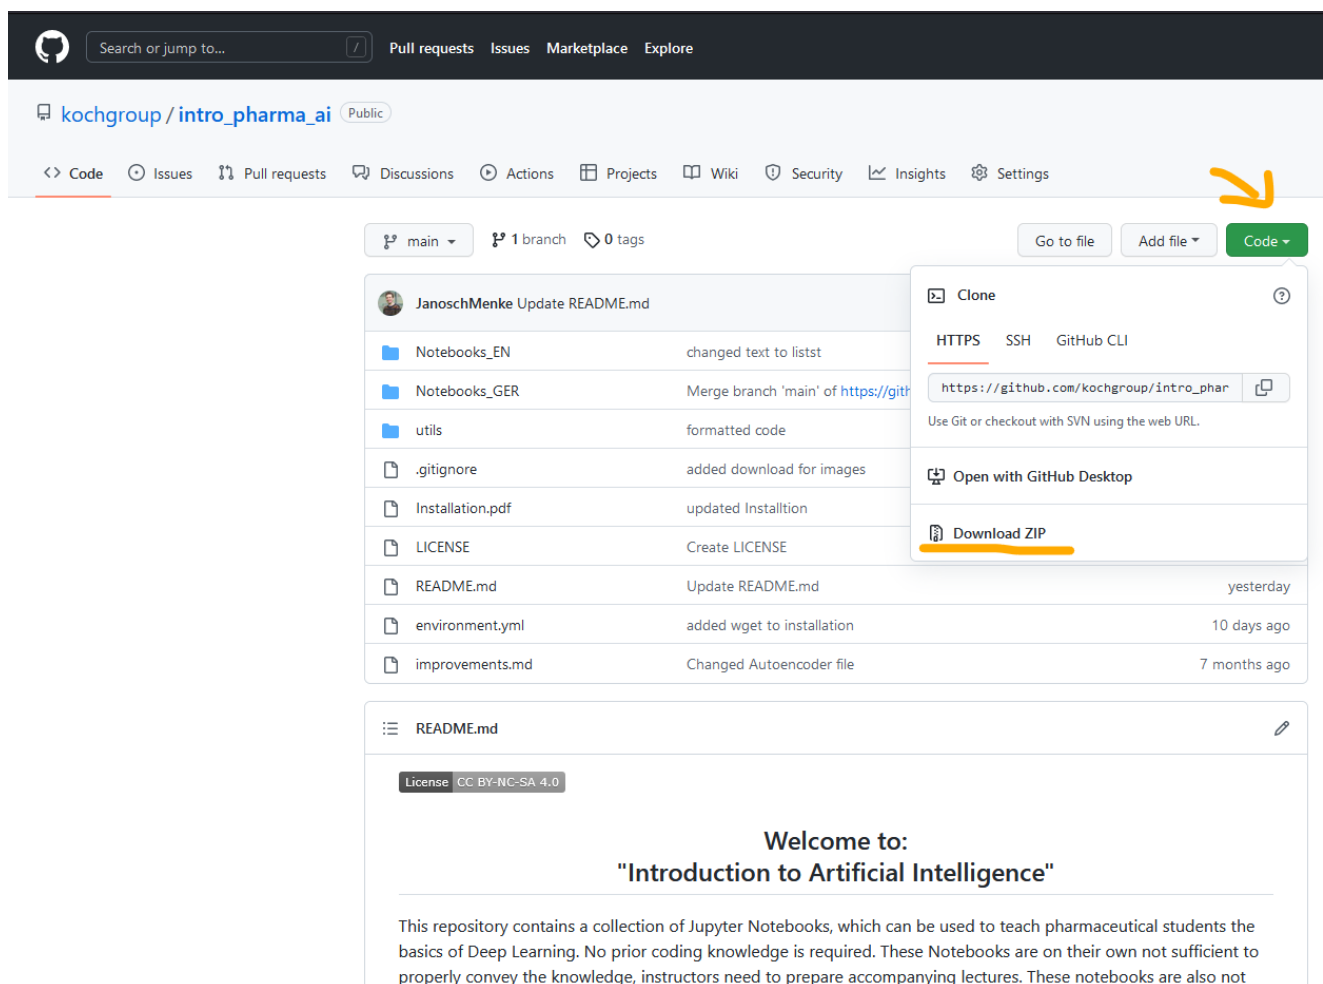 Search or jump to... /
Pull requests Issues Marketplace Explore
kochgroup / intro_pharma_ai Public
<> Code Issues Pull requests Discussions Actions Projects Wiki Security Insights Settings
main 1 branch 0 tags Go to file Add file Code
JanoschMenke Update README.md
Clone
HTTPS SSH GitHub CLI
https://github.com/kochgroup/intro_phar
Use Git or checkout with SVN using the web URL.
Open with GitHub Desktop
Download ZIP
Notebooks_EN changed text to listst
Notebooks_GER Merge branch 'main' of https://gith
utils formatted code
.gitignore added download for images
Installation.pdf updated Installtion
LICENSE Create LICENSE
README.md Update README.md yesterday
environment.yml added wget to installation 10 days ago
improvements.md Changed Autoencoder file 7 months ago
README.md
License CC BY-NC-SA 4.0
Welcome to:
"Introduction to Artificial Intelligence"
This repository contains a collection of Jupyter Notebooks, which can be used to teach pharmaceutical students the
basics of Deep Learning. No prior coding knowledge is required. These Notebooks are on their own not sufficient to
properly convey the knowledge, instructors need to prepare accompanying lectures. These notebooks are also not